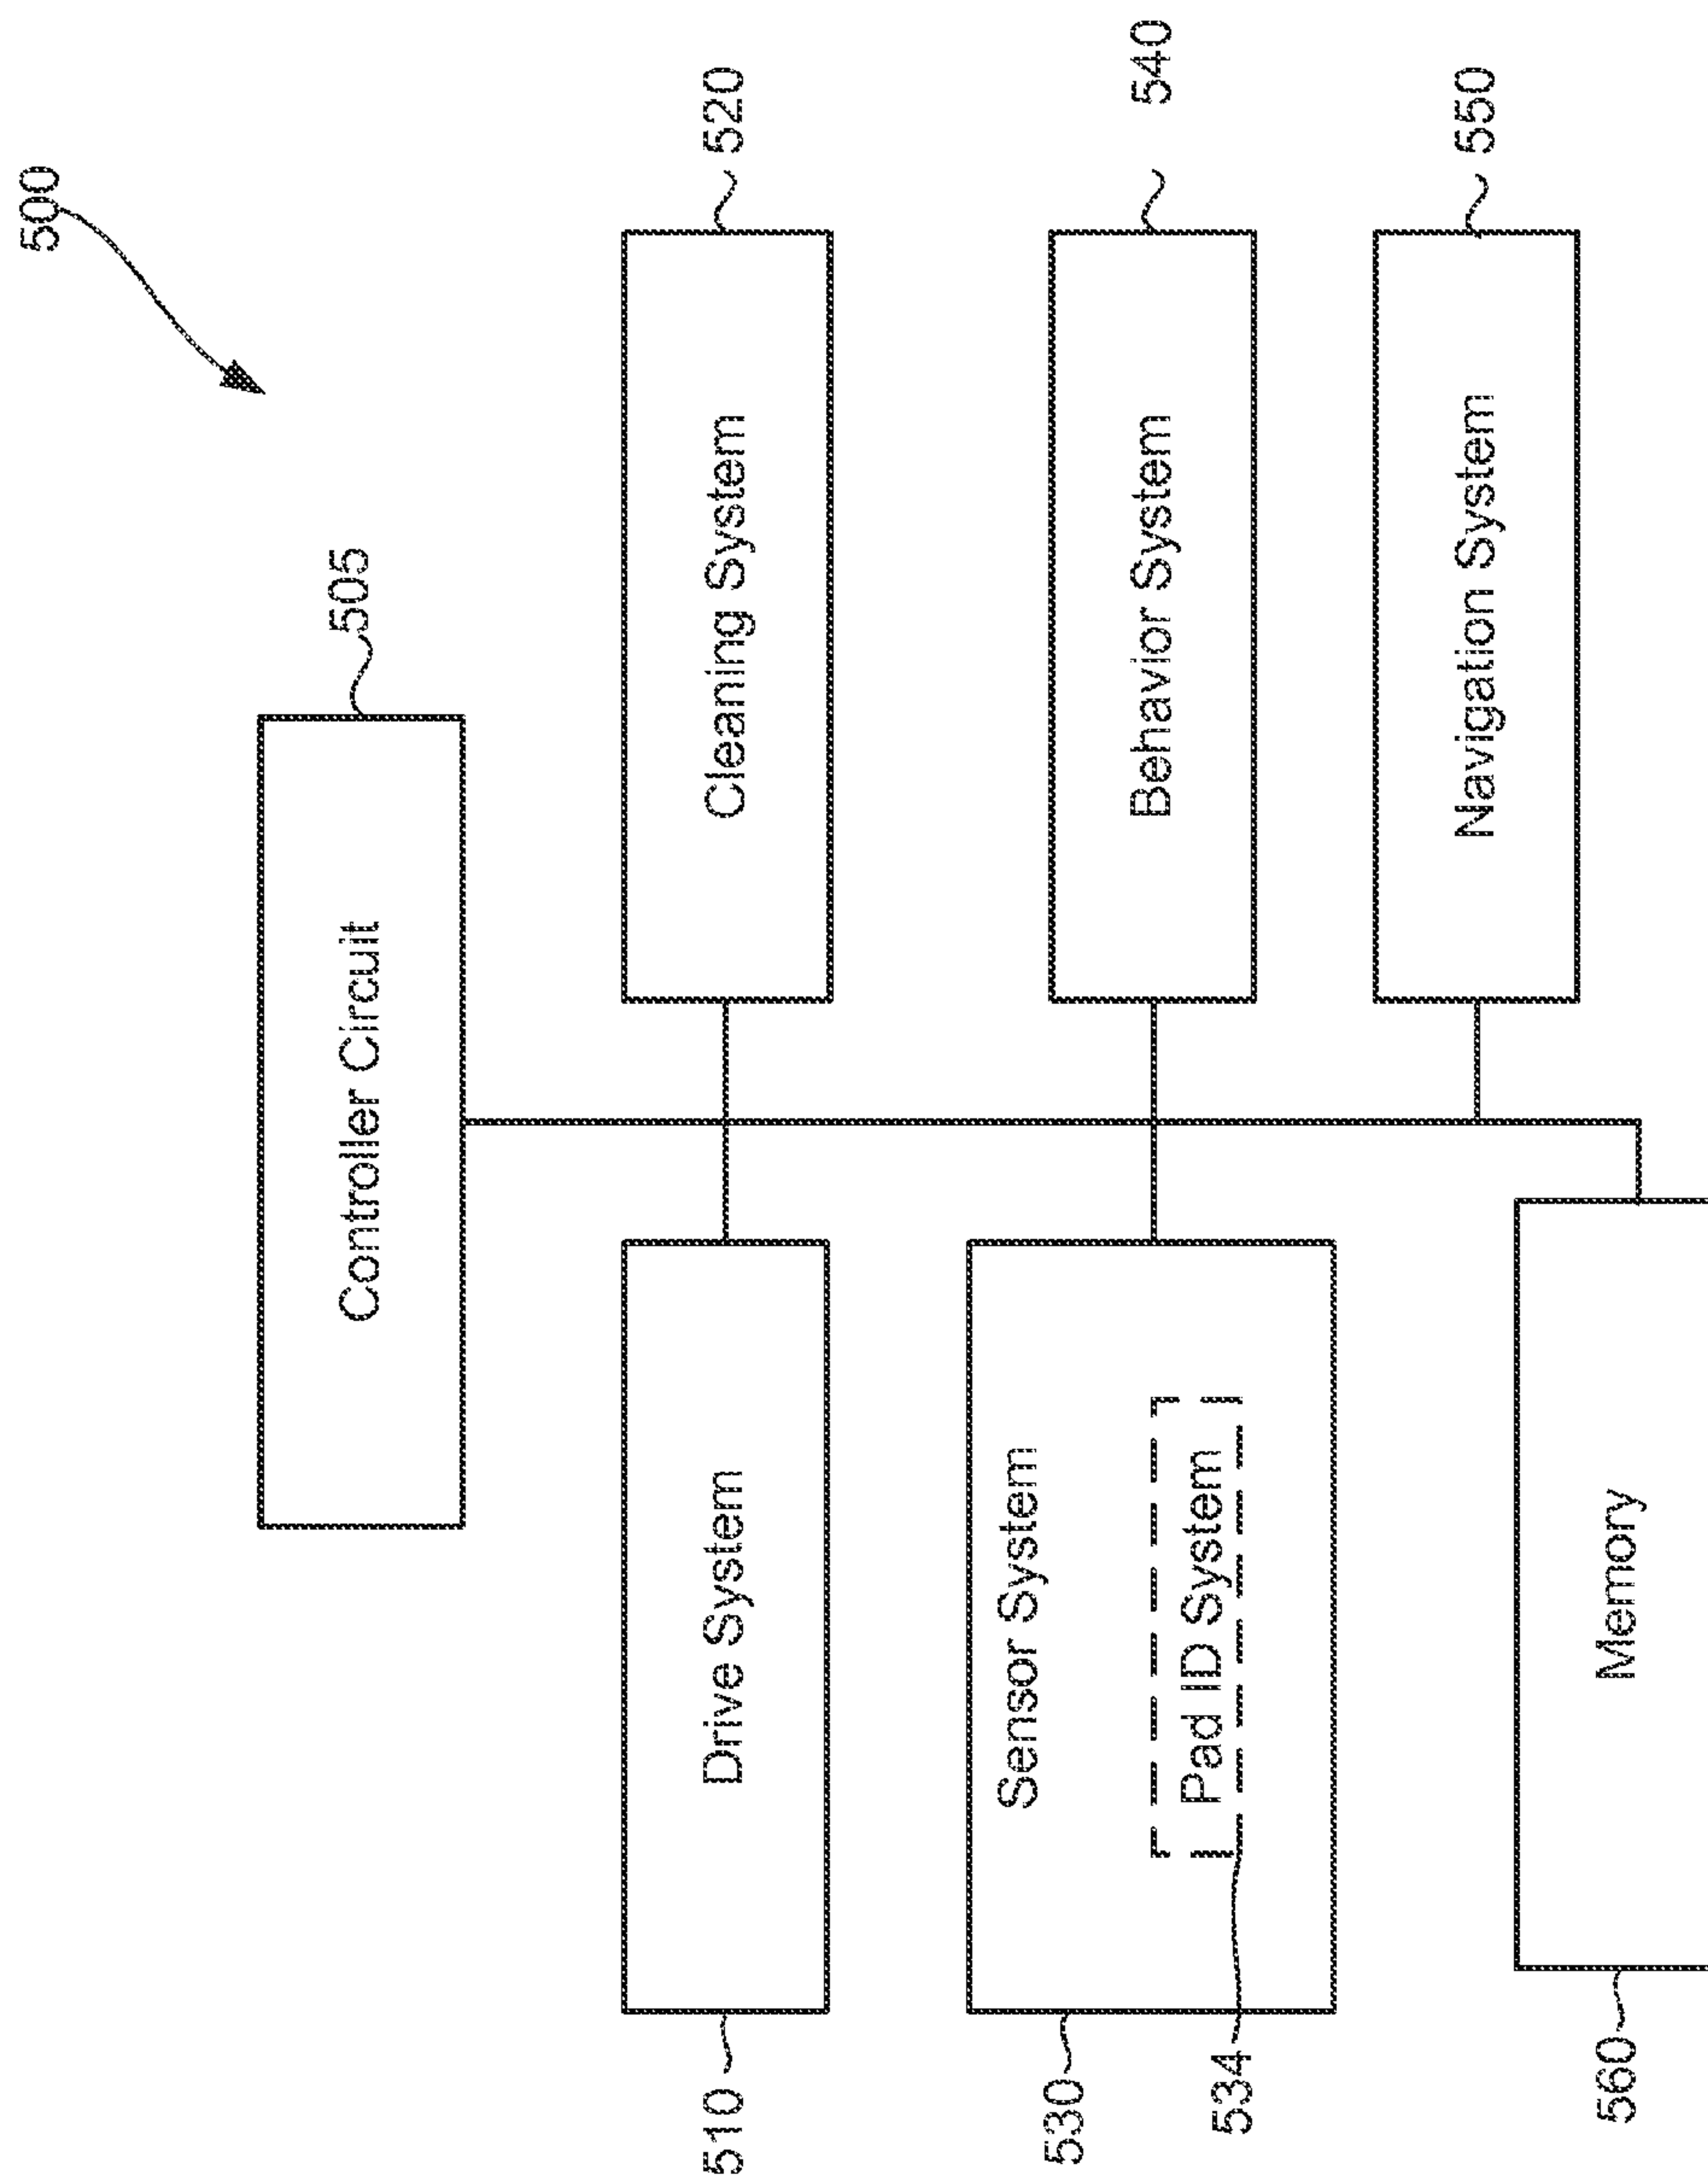 500
Controller Circuit
505
510
Drive System
Cleaning System
520
530
Sensor System
Behavior System
540
534
Pad ID System
Navigation System
550
560
Memory